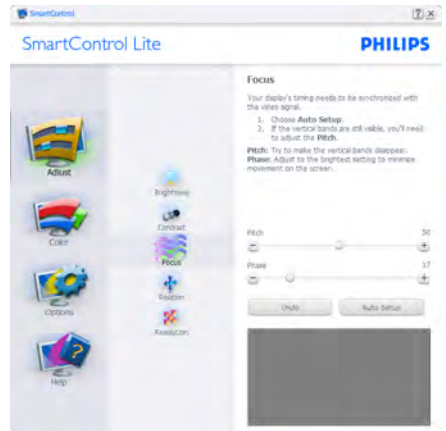 SmartControl
SmartControl Lite
PHILIPS
Adjust
Color
Options
Help
Brightness
Contrast
Focus
Position
Resolution
Focus
Your display's timing needs to be synchronized with
the video signal.
1. Choose Auto Setup.
2. If the vertical bands are still visible, you'll need
to adjust the Pitch.
Pitch: Try to make the vertical bands disappear.
Phase: Adjust to the brightest setting to minimize
movement on the screen.
Pitch 50
Phase 17
Undo
Auto Setup